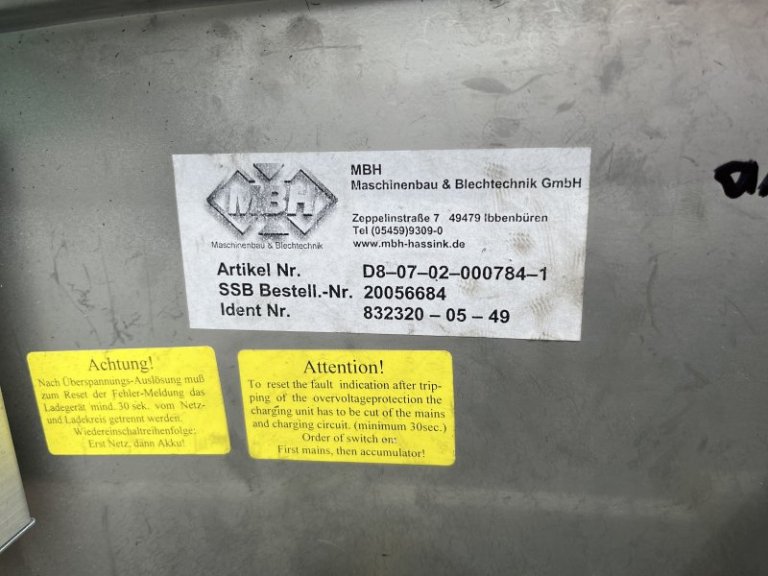 MBH
Maschinenbau & Blechtechnik
MBH
Maschinenbau & Blechtechnik GmbH
Zeppelinstraße 7 49479 Ibbenbüren
Tel (05459)9309-0
www.mbh-hassink.de
Artikel Nr. D8–07–02–000784–1
SSB Bestell.-Nr. 20056684
Ident Nr. 832320 – 05 – 49
Achtung!
Nach Überspannungs-Auslösung muß
zum Reset der Fehler-Meldung das
Ladegerät mind. 30 sek. vom Netz-
und Ladekreis getrennt werden.
Wiedereinschaltreihenfolge:
Erst Netz, dann Akku!
Attention!
To reset the fault indication after trip-
ping of the overvoltageprotection the
charging unit has to be cut of the mains
and charging circuit. (minimum 30sec.)
Order of switch on:
First mains, then accumulator!